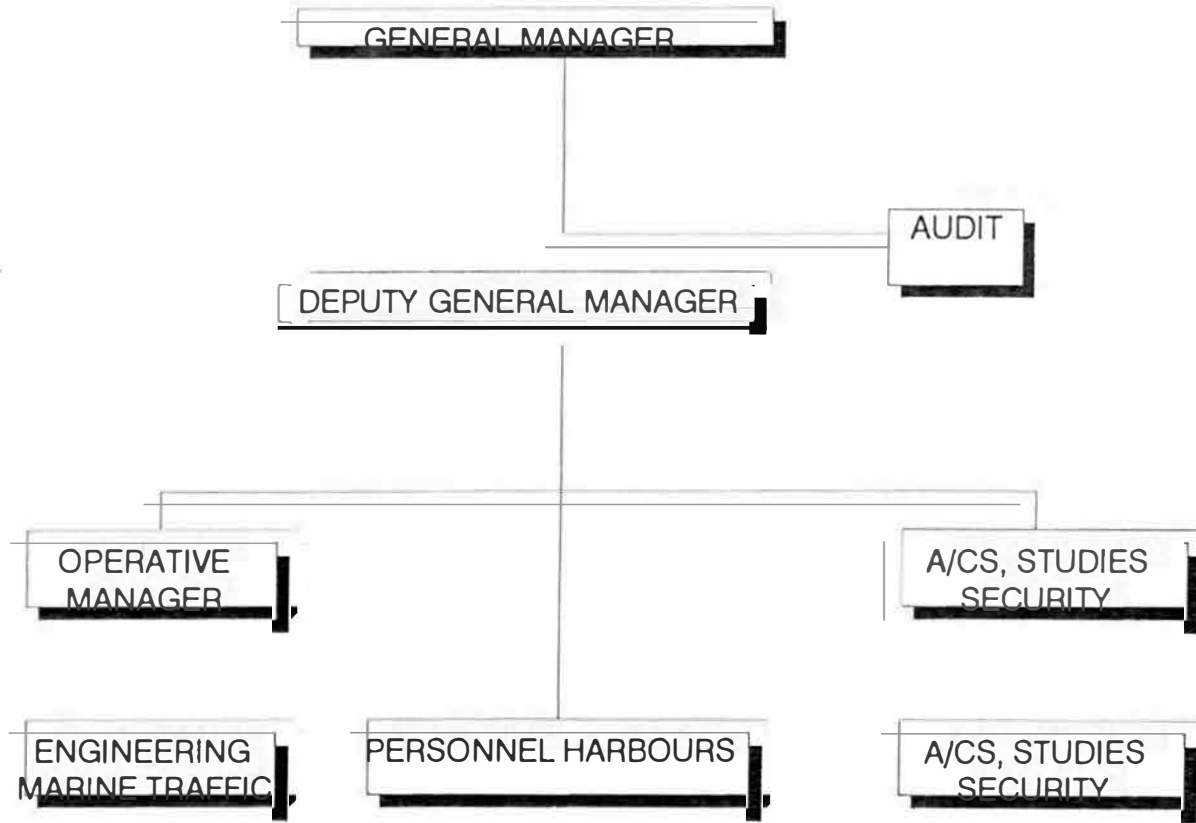 GENERAL MANAGER
AUDIT
DEPUTY GENERAL MANAGER
OPERATIVE
MANAGER
A/CS, STUDIES
SECURITY
ENGINEERING
MARINE TRAFFIC
PERSONNEL HARBOURS
A/CS, STUDIES
SECURITY